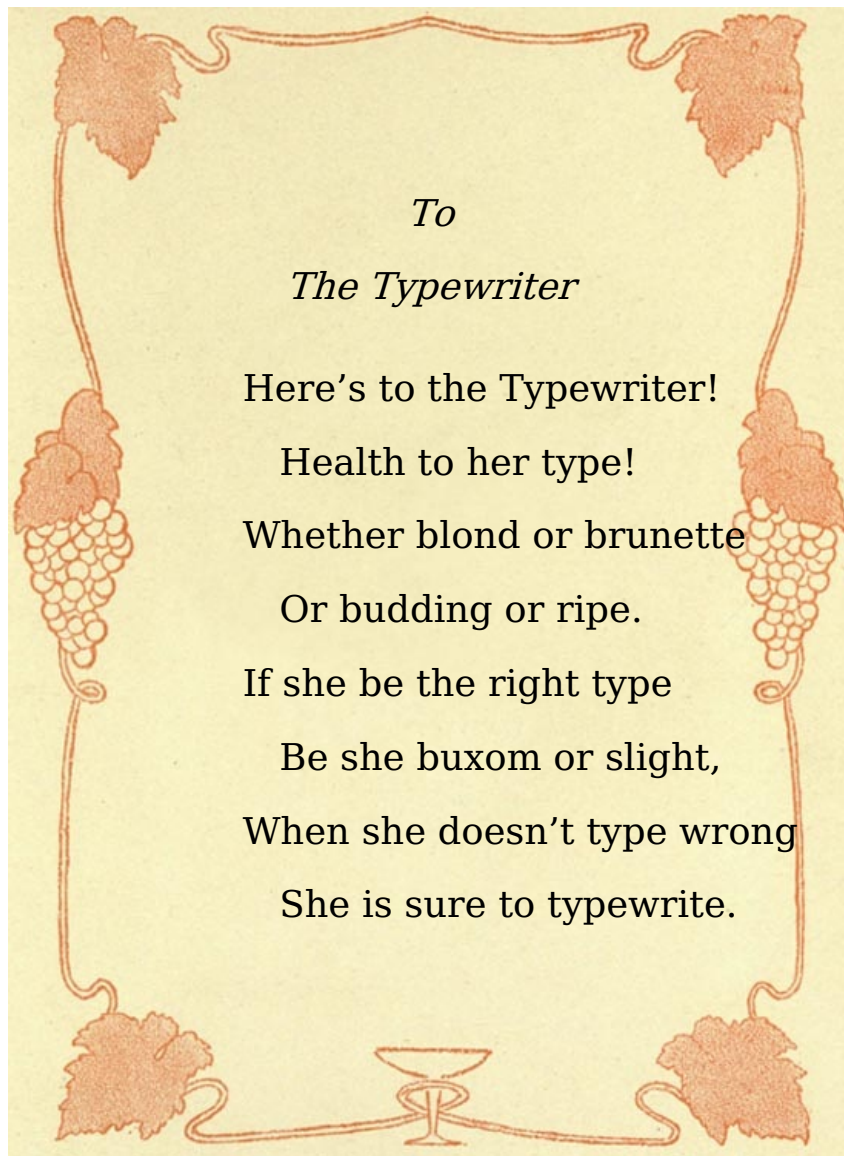 To
The Typewriter
Here’s to the Typewriter!
Health to her type!
Whether blond or brunette
Or budding or ripe.
If she be the right type
Be she buxom or slight,
When she doesn’t type wrong
She is sure to typewrite.